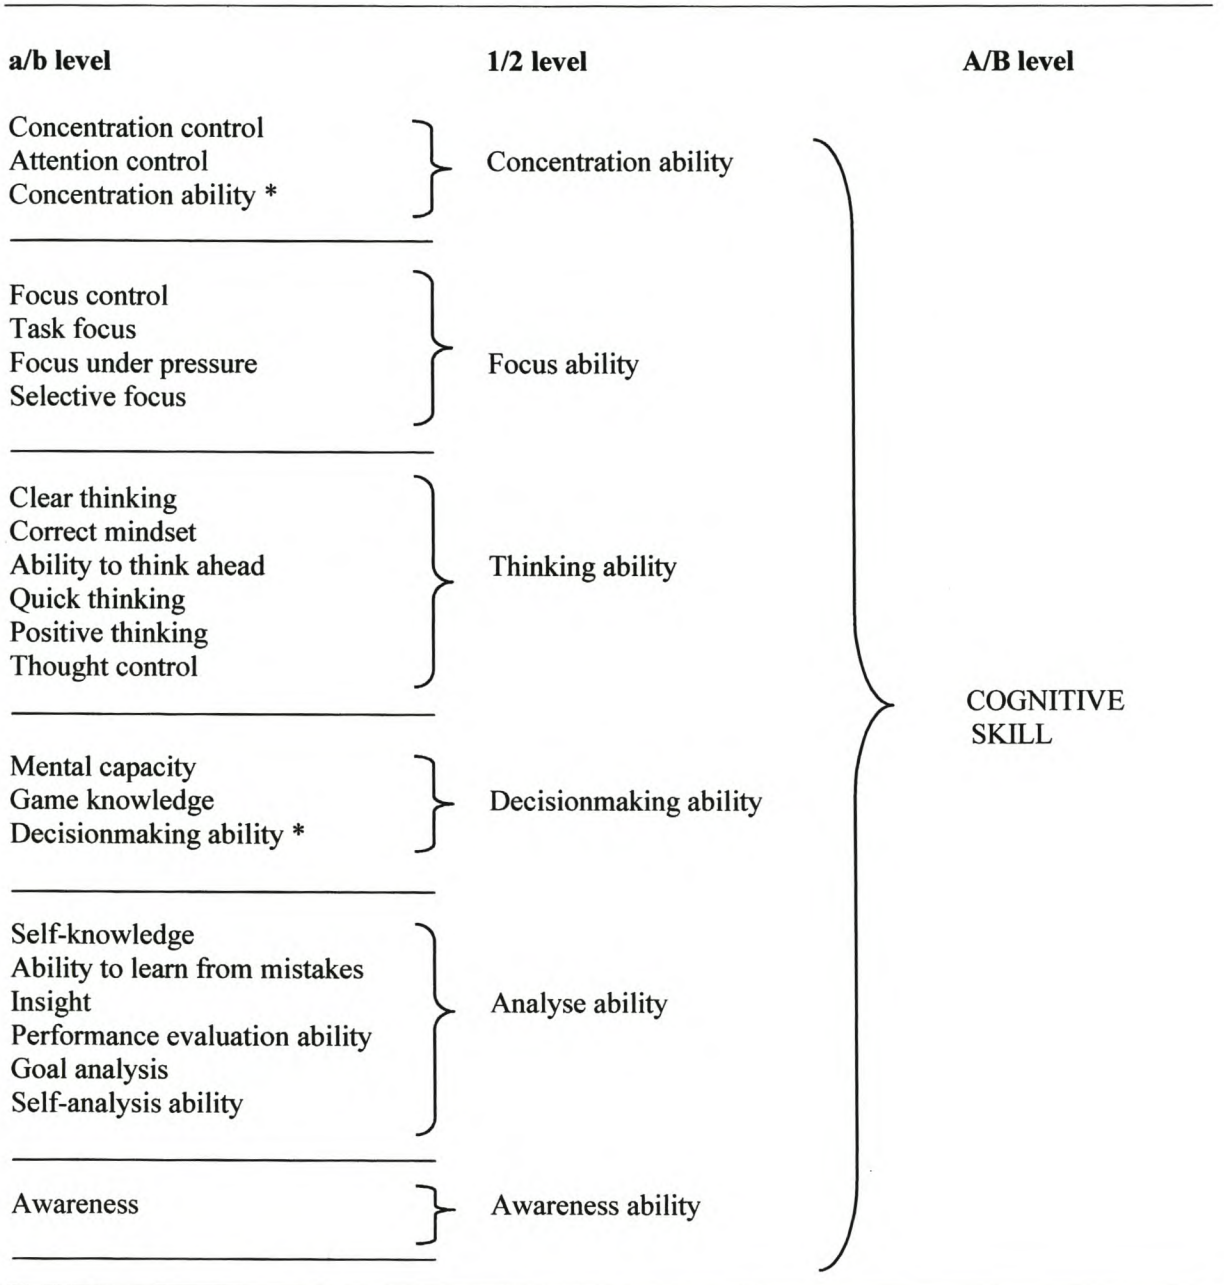 a/b level
1/2 level
A/B level
Concentration control
Attention control
Concentration ability *
Concentration ability
Focus control
Task focus
Focus under pressure
Selective focus
Focus ability
Clear thinking
Correct mindset
Ability to think ahead
Quick thinking
Positive thinking
Thought control
Thinking ability
Mental capacity
Game knowledge
Decisionmaking ability *
Decisionmaking ability
Self-knowledge
Ability to learn from mistakes
Insight
Performance evaluation ability
Goal analysis
Self-analysis ability
Analyse ability
Awareness
Awareness ability
COGNITIVE
SKILL